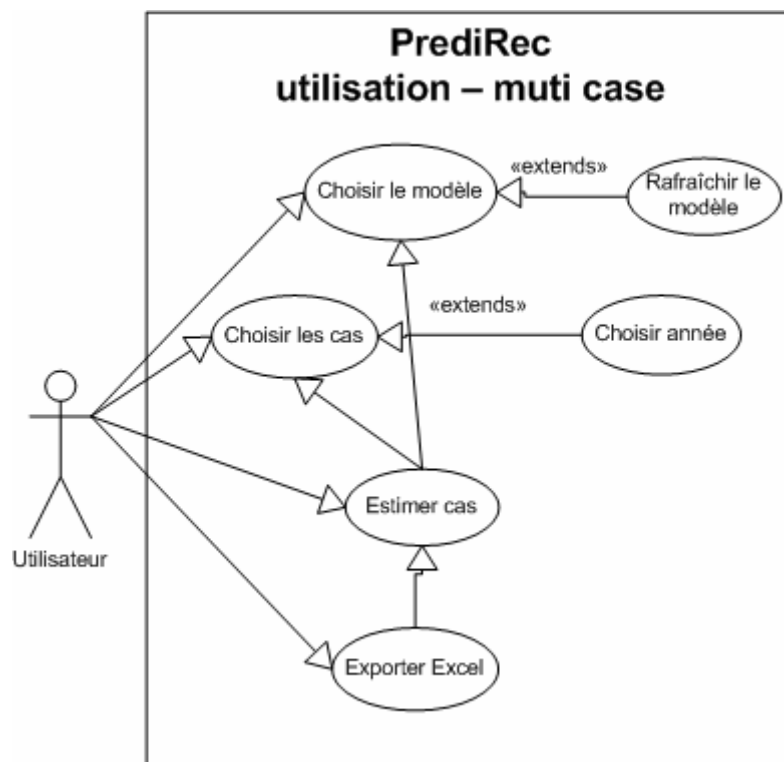 PrediRec
utilisation – muti case
Choisir le modèle
«extends»
Rafraîchir le
modèle
Choisir les cas
«extends»
Choisir année
Estimer cas
Utilisateur
Exporter Excel